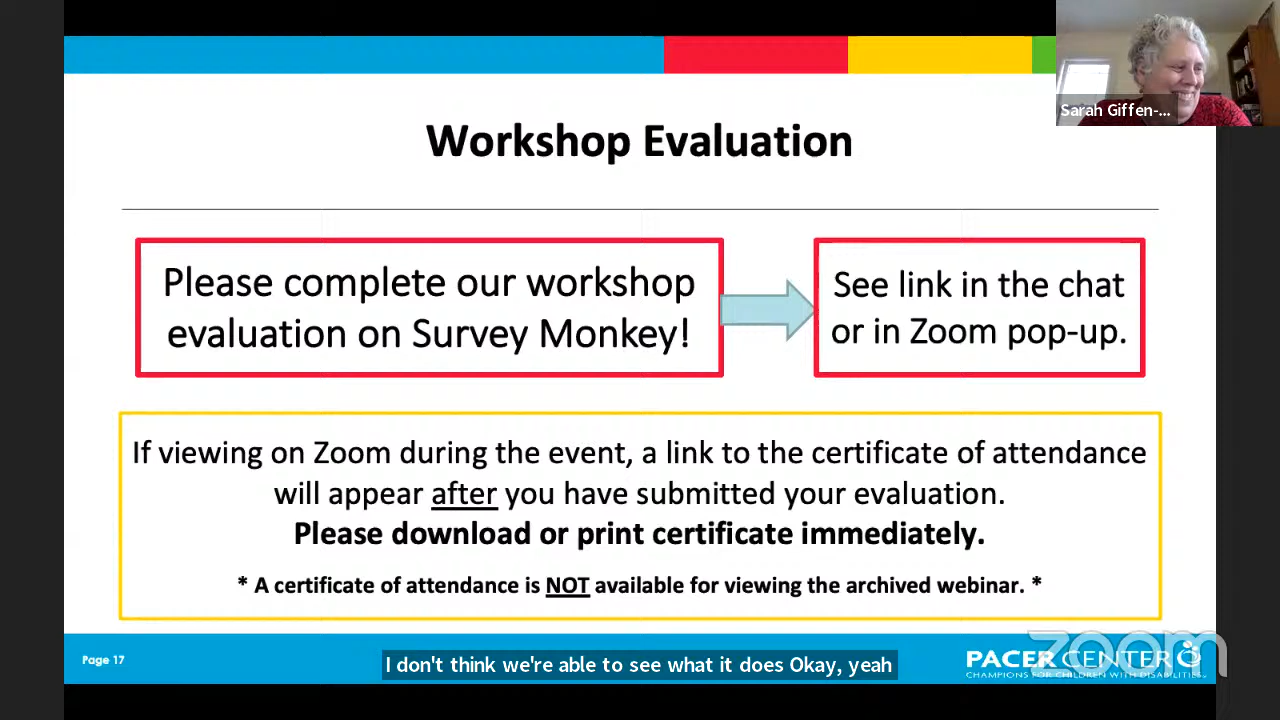 Sarah Giffen-...
Workshop Evaluation
Please complete our workshop
evaluation on Survey Monkey!
See link in the chat
or in Zoom pop-up.
If viewing on Zoom during the event, a link to the certificate of attendance
will appear after you have submitted your evaluation.
Please download or print certificate immediately.
* A certificate of attendance is NOT available for viewing the archived webinar. *
Page 17
I don't think we're able to see what it does Okay, yeah
PACER CENTER
CHAMPIONS FOR CHILDREN WITH DISABILITIES
zoom